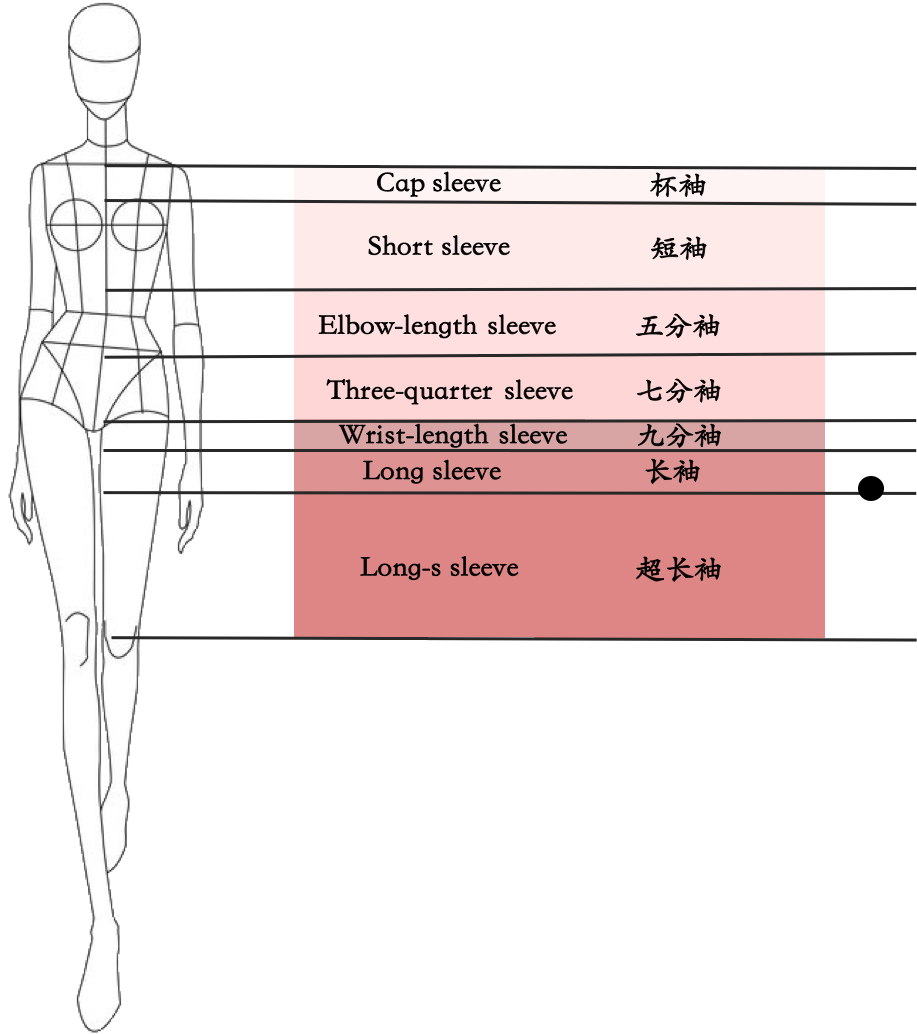 Cap sleeve 杯袖
Short sleeve 短袖
Elbow-length sleeve 五分袖
Three-quarter sleeve 七分袖
Wrist-length sleeve 九分袖
Long sleeve 长袖
Long-s sleeve 超长袖